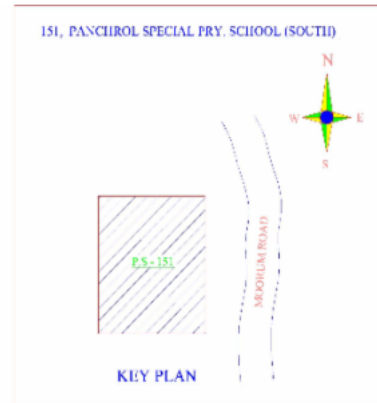 151, PANCHROL SPECIAL PRY. SCHOOL (SOUTH)
N
W E
S
P.S - 151
MOORUM ROAD
KEY PLAN